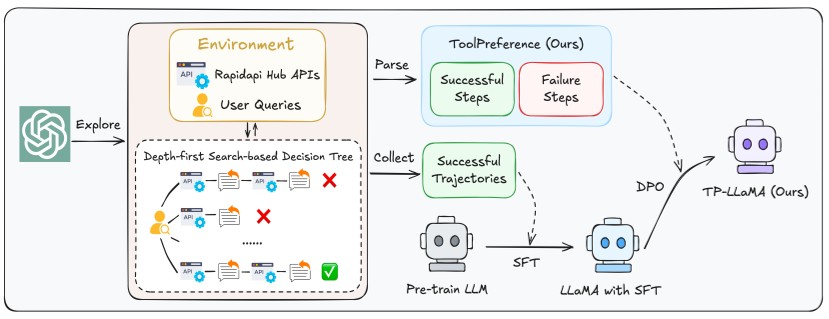 Explore
Environment
API
Rapidapi Hub APIs
User Queries
Depth-first Search-based Decision Tree
API
API
API
......
API
API
Parse
Collect
ToolPreference (Ours)
Successful
Steps
Failure
Steps
Successful
Trajectories
Pre-train LLM
SFT
LLaMA with SFT
DPO
TP-LLaMA (Ours)